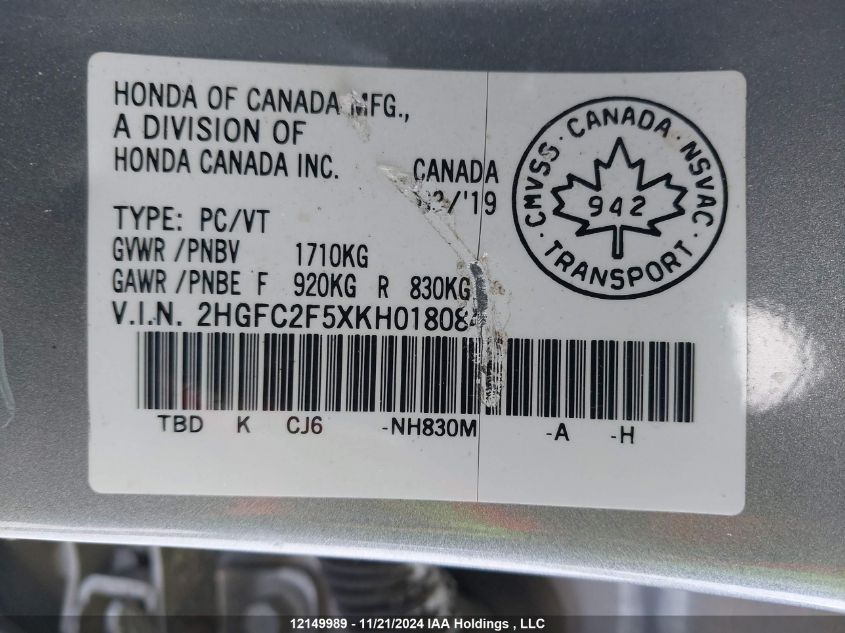 HONDA OF CANADA MFG.,
A DIVISION OF
HONDA CANADA INC. CANADA
TYPE: PC/VT
GVWR /PNBV 1710KG
GAWR /PNBE F 920KG R 830KG
V.I.N. 2HGFC2F5XKH018084
TBD K CJ6 -NH830M -A -H
· CMVSS · CANADA · NSVAC ·
942
TRANSPORT
12149989 - 11/21/2024 IAA Holdings , LLC